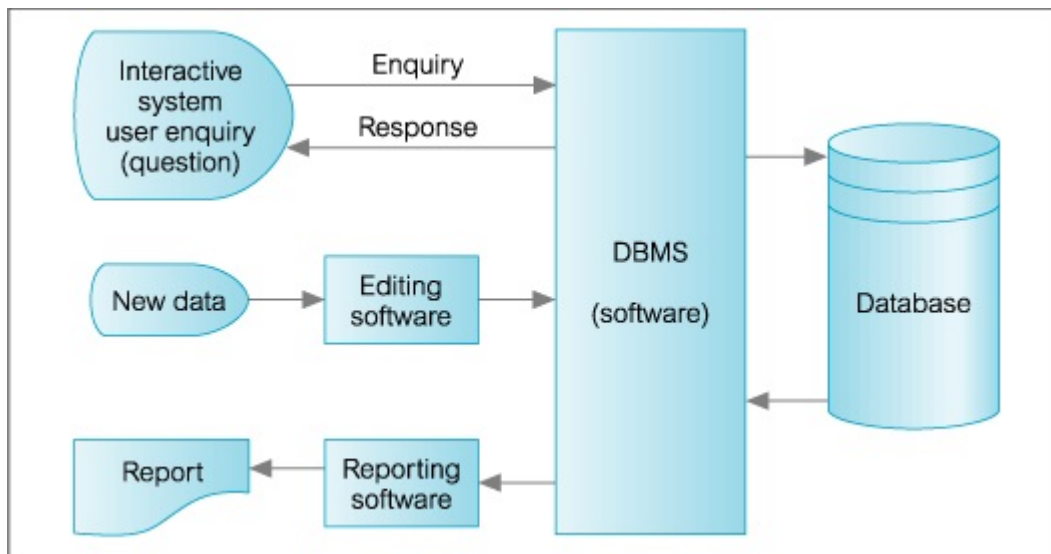 Interactive
system
user enquiry
(question)
Enquiry
Response
New data
Editing
software
DBMS
(software)
Database
Report
Reporting
software